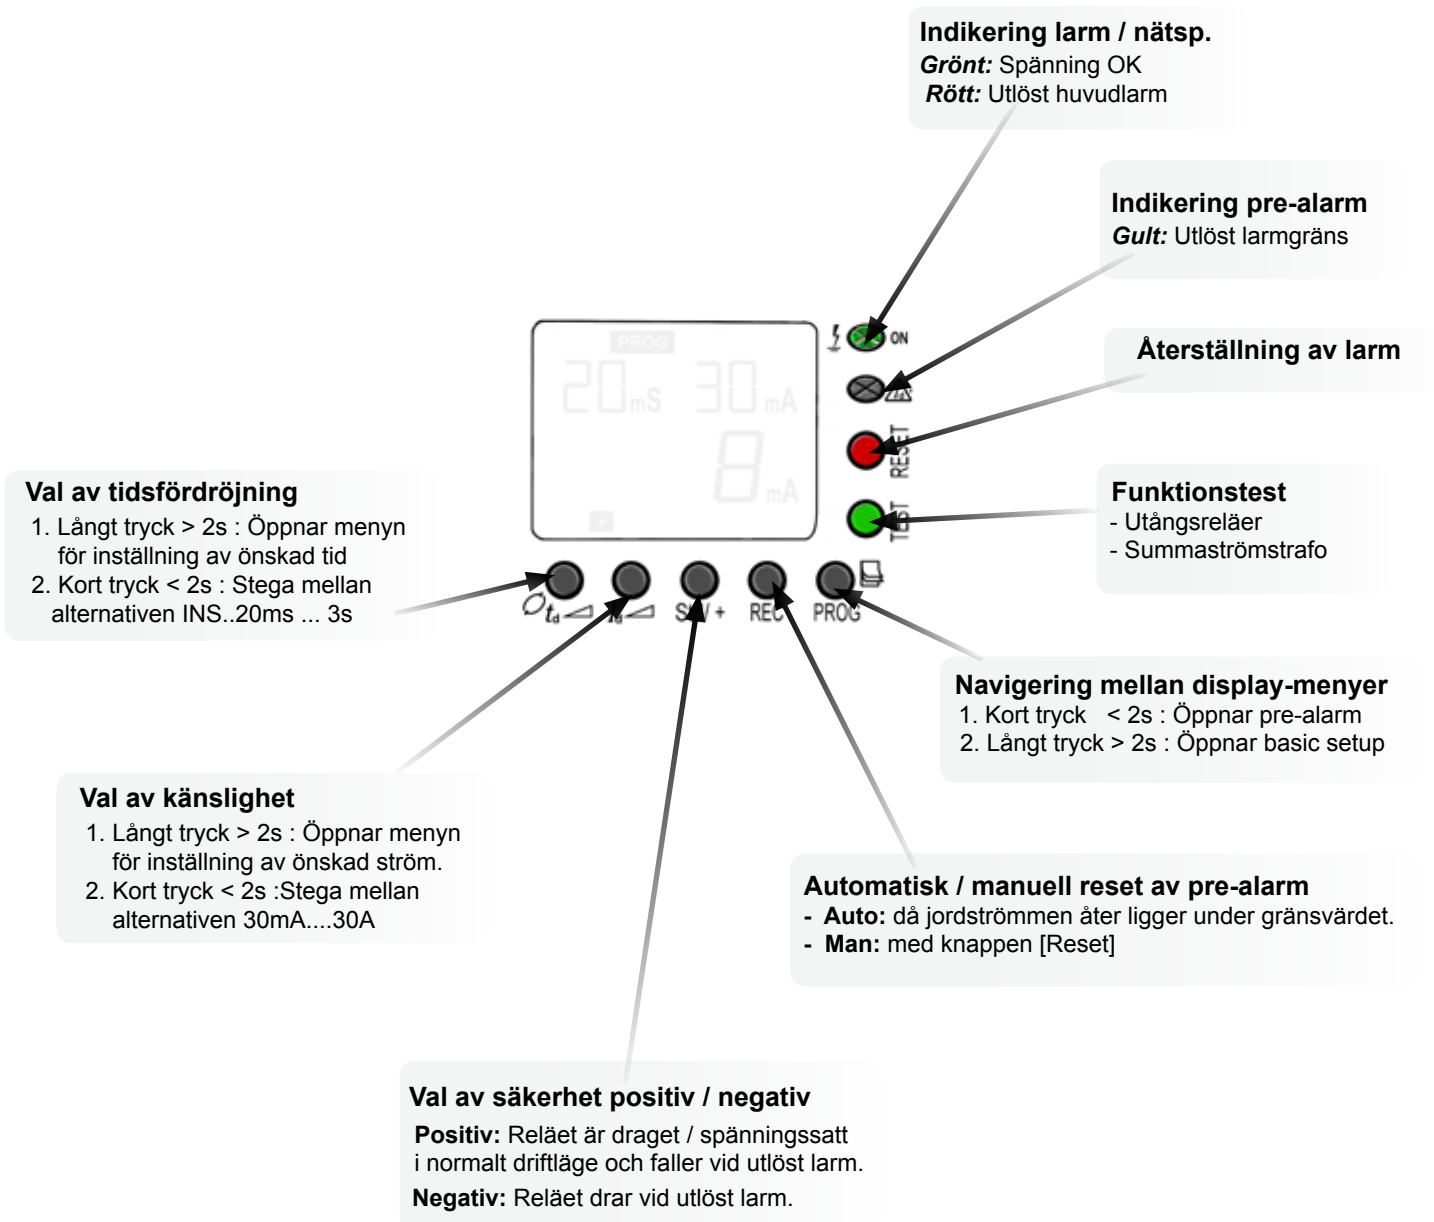 Indikering larm / nätsp.
Grönt: Spänning OK
Rött: Utlöst huvudlarm
Indikering pre-alarm
Gult: Utlöst larmgräns
Återställning av larm
Funktionstest
- Utångsreläer
- Summaströmstrafo
PROG
20 mS 30 mA
8 mA
+
ON
RESET
TEST
REC
PROG
Val av tidsfördröjning
1. Långt tryck > 2s : Öppnar menyn
för inställning av önskad tid
2. Kort tryck < 2s : Stega mellan
alternativen INS..20ms ... 3s
Navigering mellan display-menyer
1. Kort tryck < 2s : Öppnar pre-alarm
2. Långt tryck > 2s : Öppnar basic setup
Val av känslighet
1. Långt tryck > 2s : Öppnar menyn
för inställning av önskad ström.
2. Kort tryck < 2s :Stega mellan
alternativen 30mA....30A
Automatisk / manuell reset av pre-alarm
- Auto: då jordströmmen åter ligger under gränsvärdet.
- Man: med knappen [Reset]
Val av säkerhet positiv / negativ
Positiv: Reläet är draget / spänningssatt
i normalt driftläge och faller vid utlöst larm.
Negativ: Reläet drar vid utlöst larm.